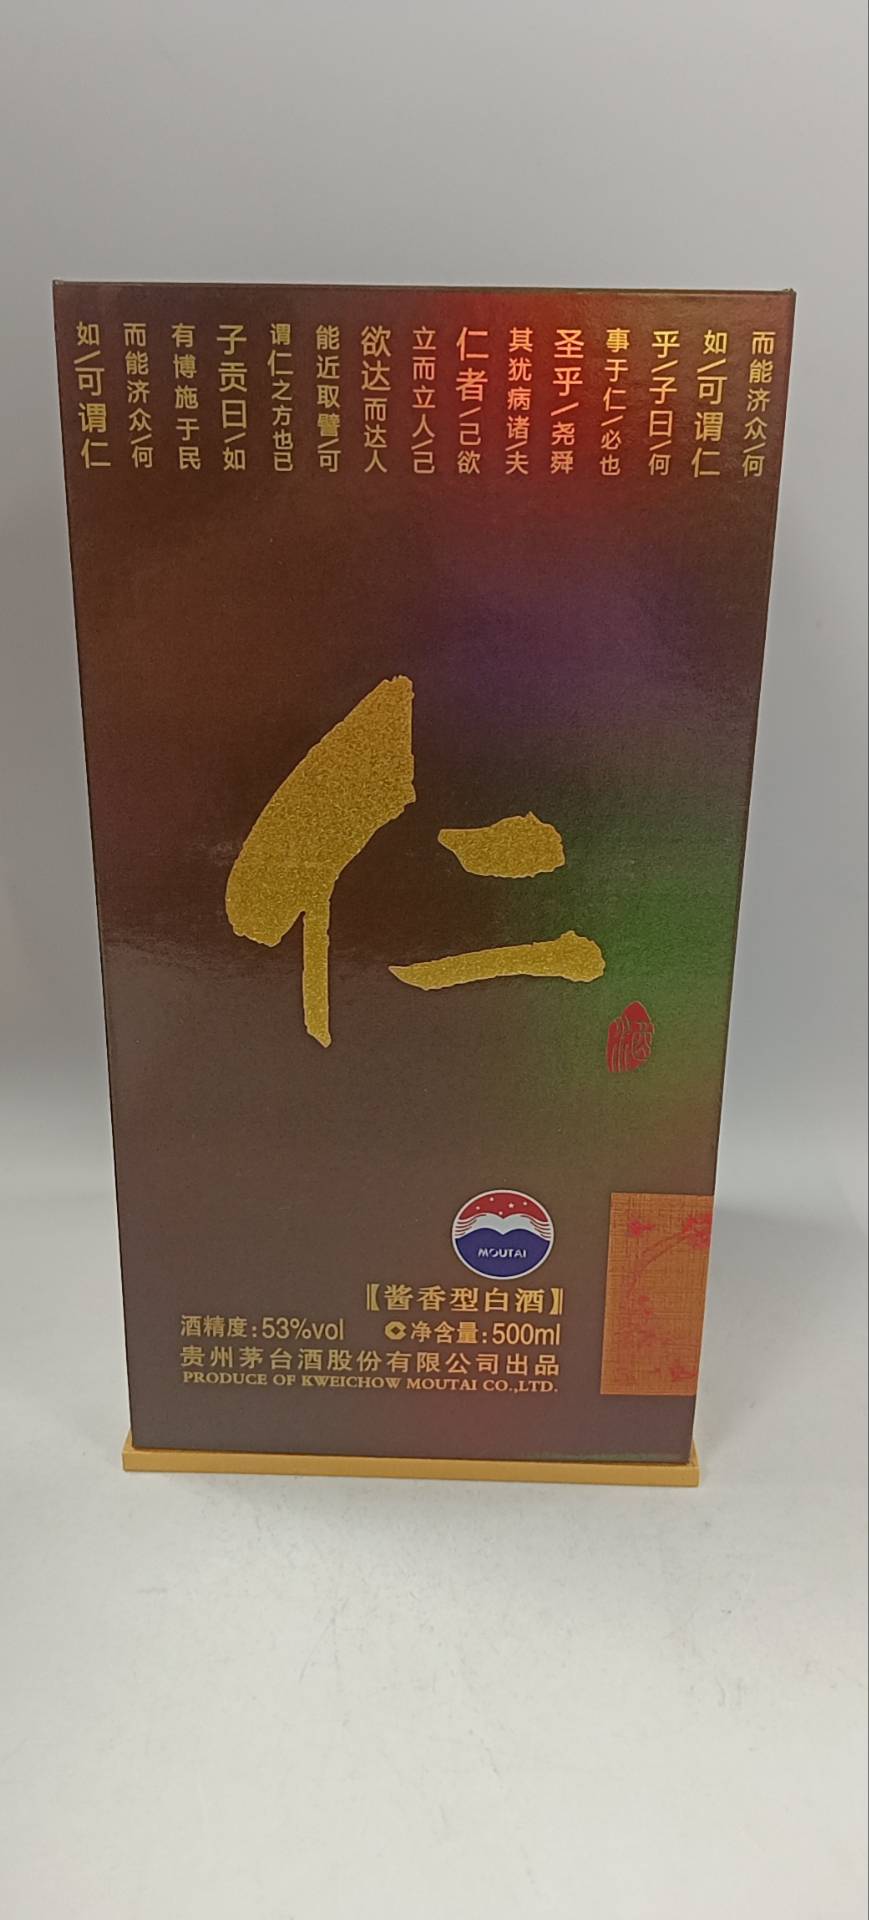 而能济众/何
如/可谓仁
乎/子曰/何
事于仁/必也
圣乎/尧舜
其犹病诸/夫
仁者/己欲
立而立人/己
欲达而达人
能近取譬/可
谓仁之方也已
子贡曰/如
有博施于民
而能济众/何
如/可谓仁
仁
酒
MOUTAI
【酱香型白酒】
酒精度:53%vol 净含量:500ml
贵州茅台酒股份有限公司出品
PRODUCE OF KWEICHOW MOUTAI CO.,LTD.